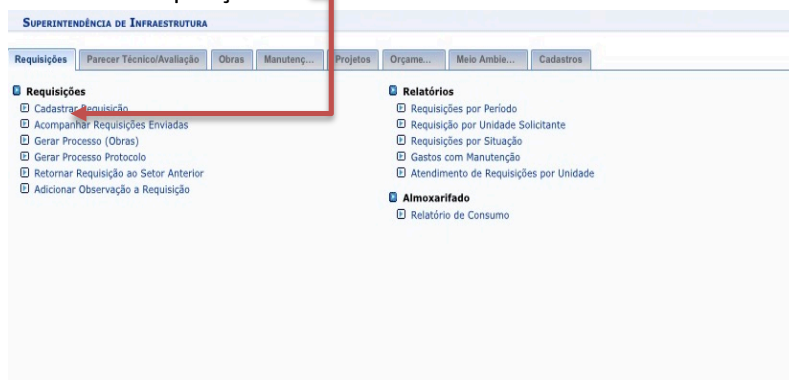 SUPERINTENDÊNCIA DE INFRAESTRUTURA
Requisições Parecer Técnico/Avaliação Obras Manutenç... Projetos Orçame... Meio Ambie... Cadastros
Requisições
Cadastrar Requisição
Acompanhar Requisições Enviadas
Gerar Processo (Obras)
Gerar Processo Protocolo
Retornar Requisição ao Setor Anterior
Adicionar Observação a Requisição
Relatórios
Requisições por Período
Requisição por Unidade Solicitante
Requisições por Situação
Gastos com Manutenção
Atendimento de Requisições por Unidade
Almoxarifado
Relatório de Consumo